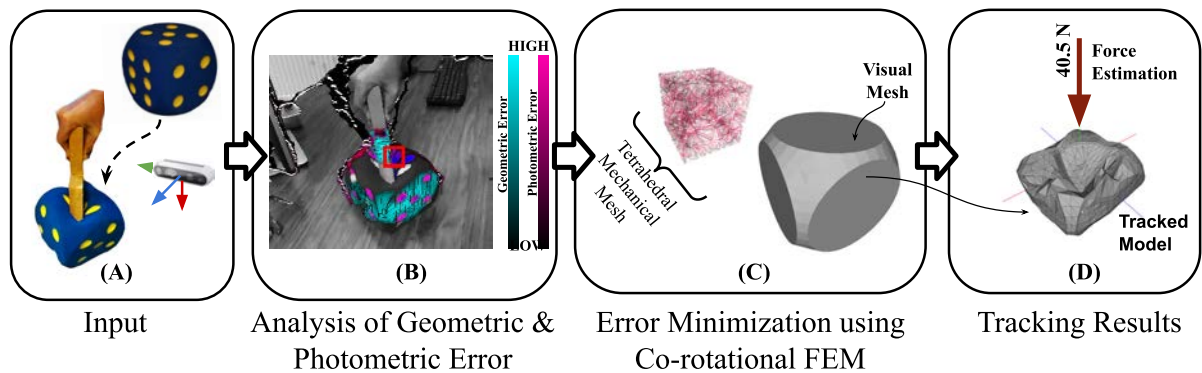 (A)
Input
HIGH
Geometric Error
Photometric Error
LOW
(B)
Analysis of Geometric &
Photometric Error
Tetrahedral
Mechanical
Mesh
Visual
Mesh
(C)
Error Minimization using
Co-rotational FEM
40.5 N
Force
Estimation
Tracked
Model
(D)
Tracking Results